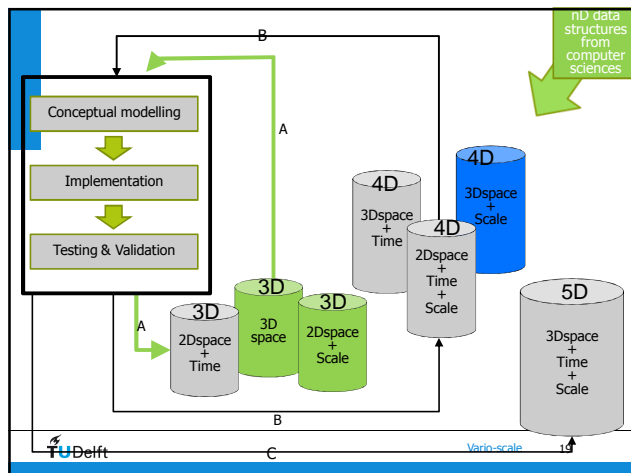 nD data
structures
from
computer
sciences
B
Conceptual modelling
Implementation
Testing & Validation
A
A
3D
2Dspace
+
Time
3D
3D
space
3D
2Dspace
+
Scale
4D
3Dspace
+
Time
4D
2Dspace
+
Time
+
Scale
4D
3Dspace
+
Scale
5D
3Dspace
+
Time
+
Scale
B
C
TUDelft
Vario-scale
19